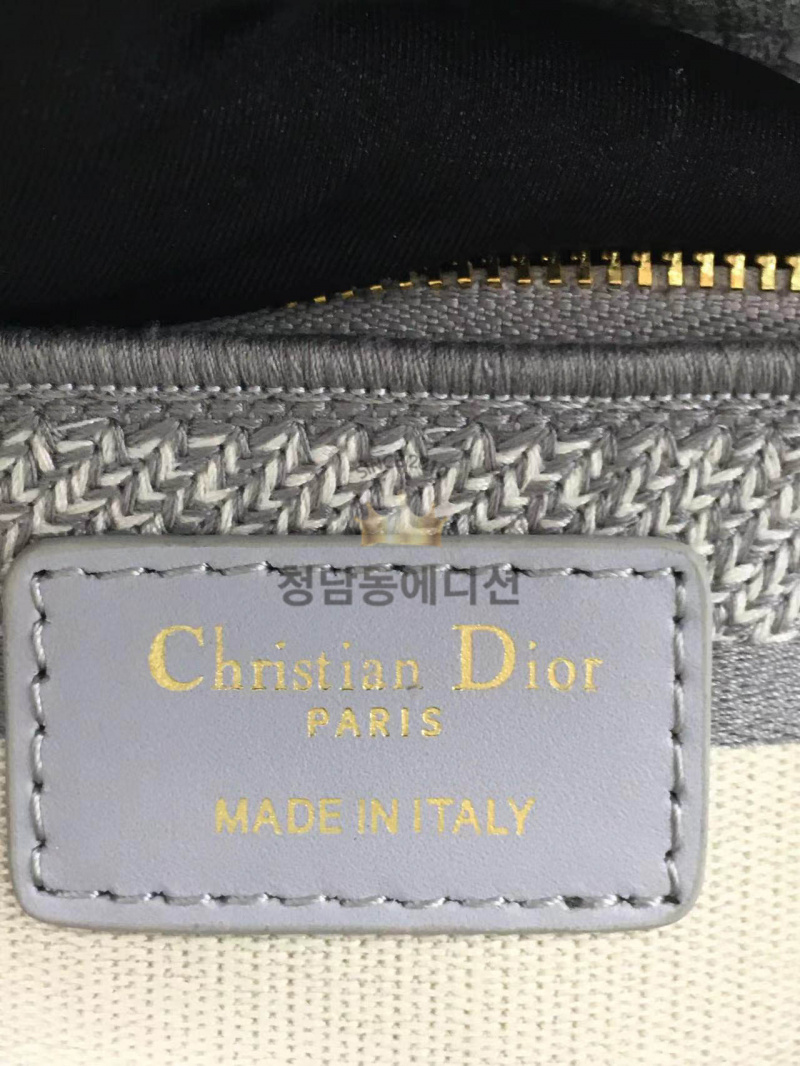 청담동에디션
Christian Dior
PARIS
MADE IN ITALY